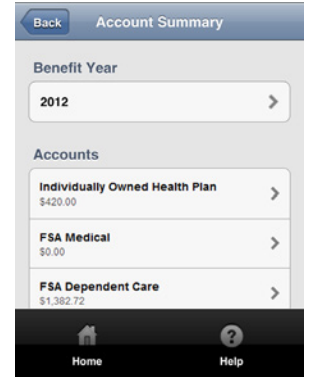 Back
Account Summary
Benefit Year
2012
Accounts
Individually Owned Health Plan
$420.00
FSA Medical
$0.00
FSA Dependent Care
$1,382.72
?
Home
Help